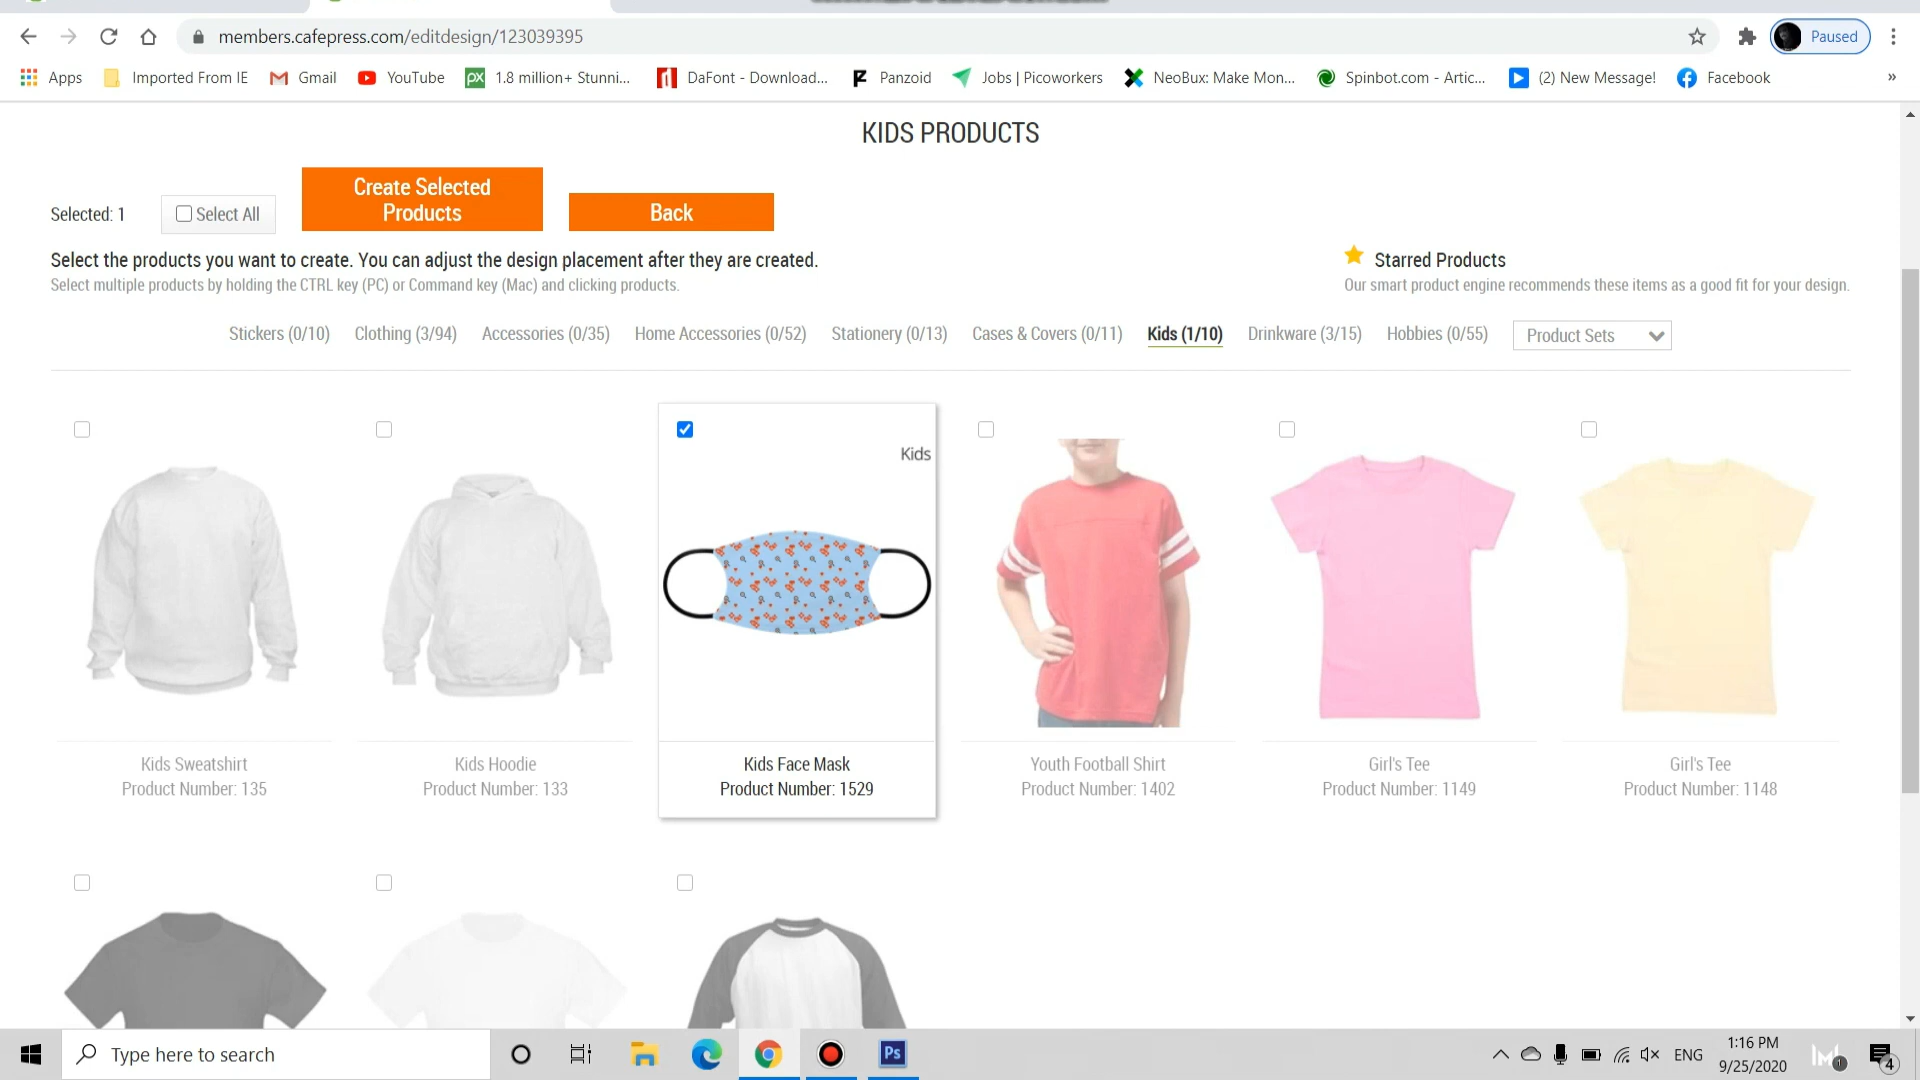 members.cafepress.com/editdesign/123039395
Paused
Apps
Imported From IE
Gmail
YouTube
1.8 million+ Stunni...
DaFont - Download...
Panzoid
Jobs | Picoworkers
NeoBux: Make Mon...
Spinbot.com - Artic...
(2) New Message!
Facebook
»
KIDS PRODUCTS
Selected: 1
Select All
Create Selected
Products
Back
Select the products you want to create. You can adjust the design placement after they are created.
Select multiple products by holding the CTRL key (PC) or Command key (Mac) and clicking products.
Starred Products
Our smart product engine recommends these items as a good fit for your design.
Stickers (0/10)
Clothing (3/94)
Accessories (0/35)
Home Accessories (0/52)
Stationery (0/13)
Cases & Covers (0/11)
Kids (1/10)
Drinkware (3/15)
Hobbies (0/55)
Product Sets
Kids
Kids Sweatshirt
Product Number: 135
Kids Hoodie
Product Number: 133
Kids Face Mask
Product Number: 1529
Youth Football Shirt
Product Number: 1402
Girl's Tee
Product Number: 1149
Girl's Tee
Product Number: 1148
Type here to search
Ps
ENG
1:16 PM
9/25/2020
1
4